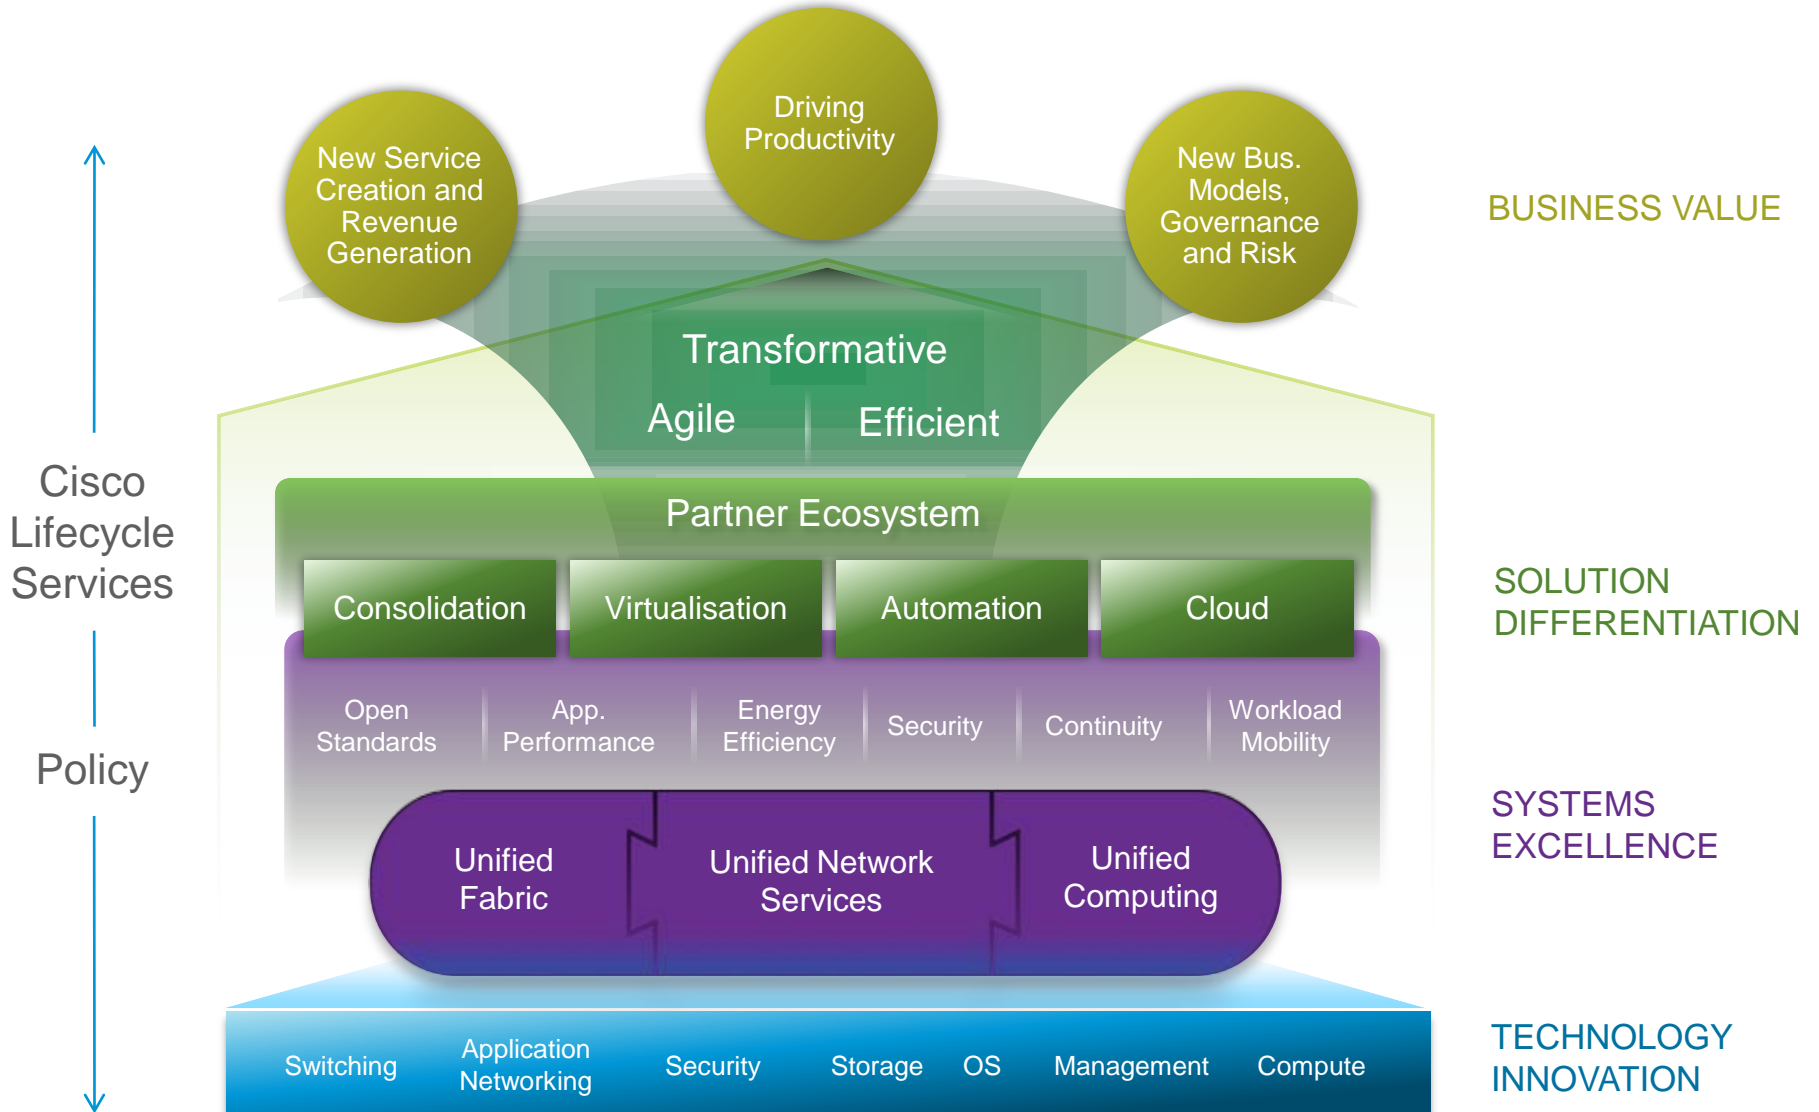 Driving
Productivity
New Service
Creation and
Revenue
Generation
New Bus.
Models,
Governance
and Risk
BUSINESS VALUE
Transformative
Agile
Efficient
Cisco
Lifecycle
Services
Partner Ecosystem
Consolidation
Virtualisation
Automation
Cloud
SOLUTION
DIFFERENTIATION
Open
Standards
App.
Performance
Energy
Efficiency
Security
Continuity
Workload
Mobility
Policy
Unified
Fabric
Unified Network
Services
Unified
Computing
SYSTEMS
EXCELLENCE
Switching
Application
Networking
Security
Storage
OS
Management
Compute
TECHNOLOGY
INNOVATION